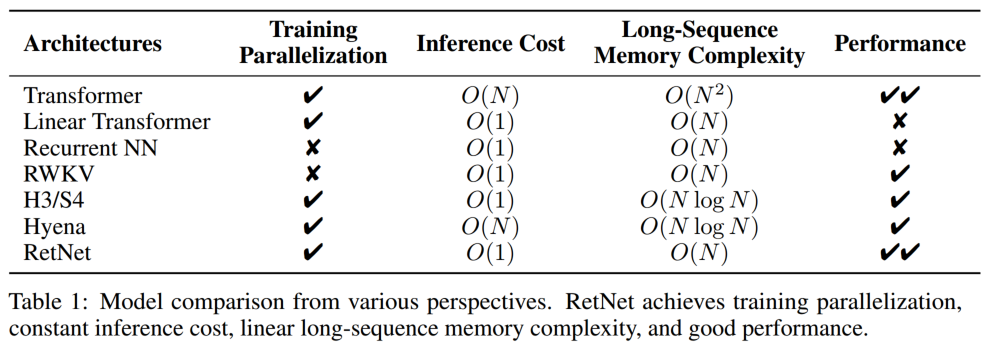 Architectures Training Parallelization Inference Cost Long-Sequence Memory Complexity Performance
Transformer ✔ O(N) O(N²) ✔✔
Linear Transformer ✔ O(1) O(N) ✘
Recurrent NN ✘ O(1) O(N) ✘
RWKV ✘ O(1) O(N) ✔
H3/S4 ✔ O(1) O(N log N) ✔
Hyena ✔ O(N) O(N log N) ✔
RetNet ✔ O(1) O(N) ✔✔
Table 1: Model comparison from various perspectives. RetNet achieves training parallelization,
constant inference cost, linear long-sequence memory complexity, and good performance.